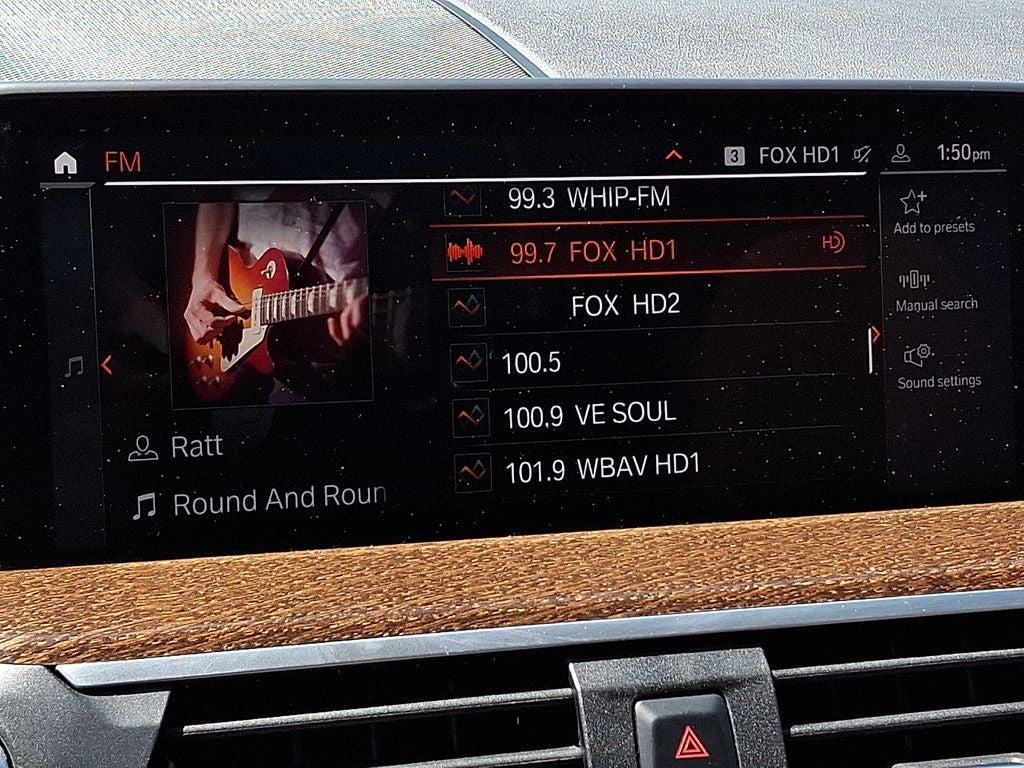 FM
3 FOX HD1 1:50pm
99.3 WHIP-FM
99.7 FOX HD1 HD
FOX HD2
100.5
100.9 VE SOUL
101.9 WBAV HD1
Ratt
Round And Roun
Add to presets
Manual search
Sound settings